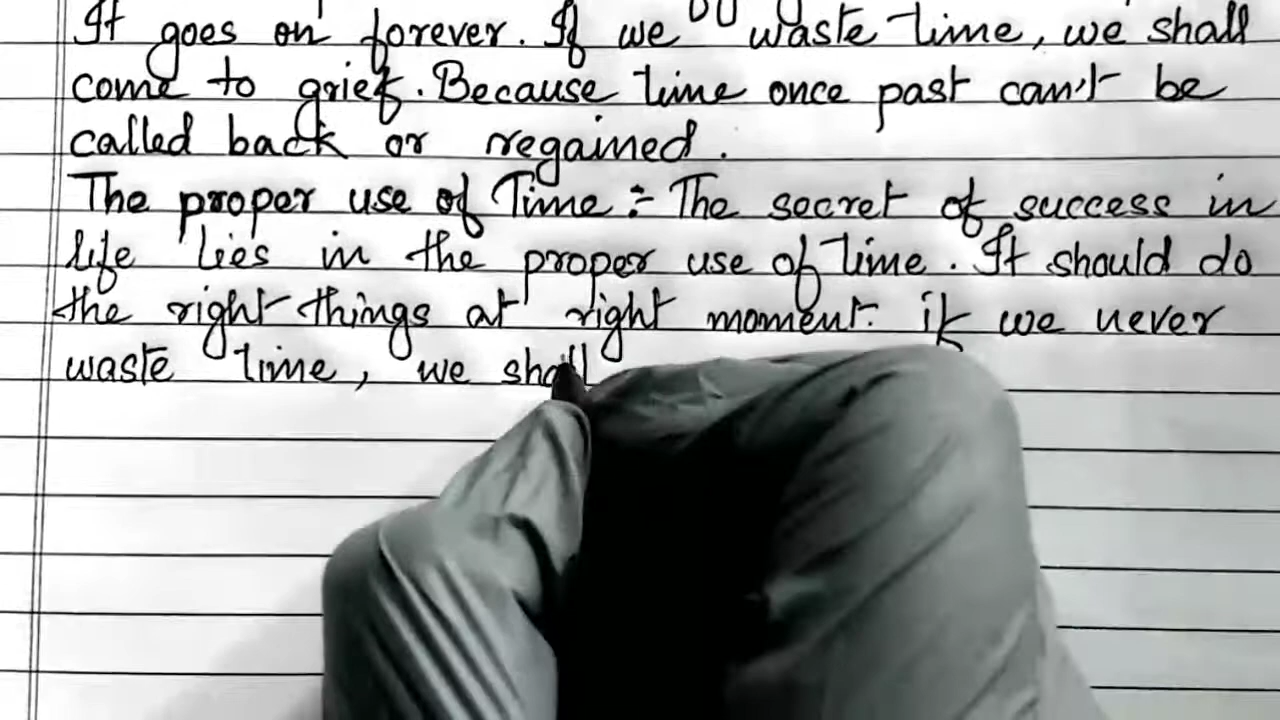 It goes on forever. If we waste time, we shall
come to grief. Because time once past can't be
called back or regained.
The proper use of Time :- The secret of success in
life lies in the proper use of time. It should do
the right things at right moment. if we never
waste time, we shall